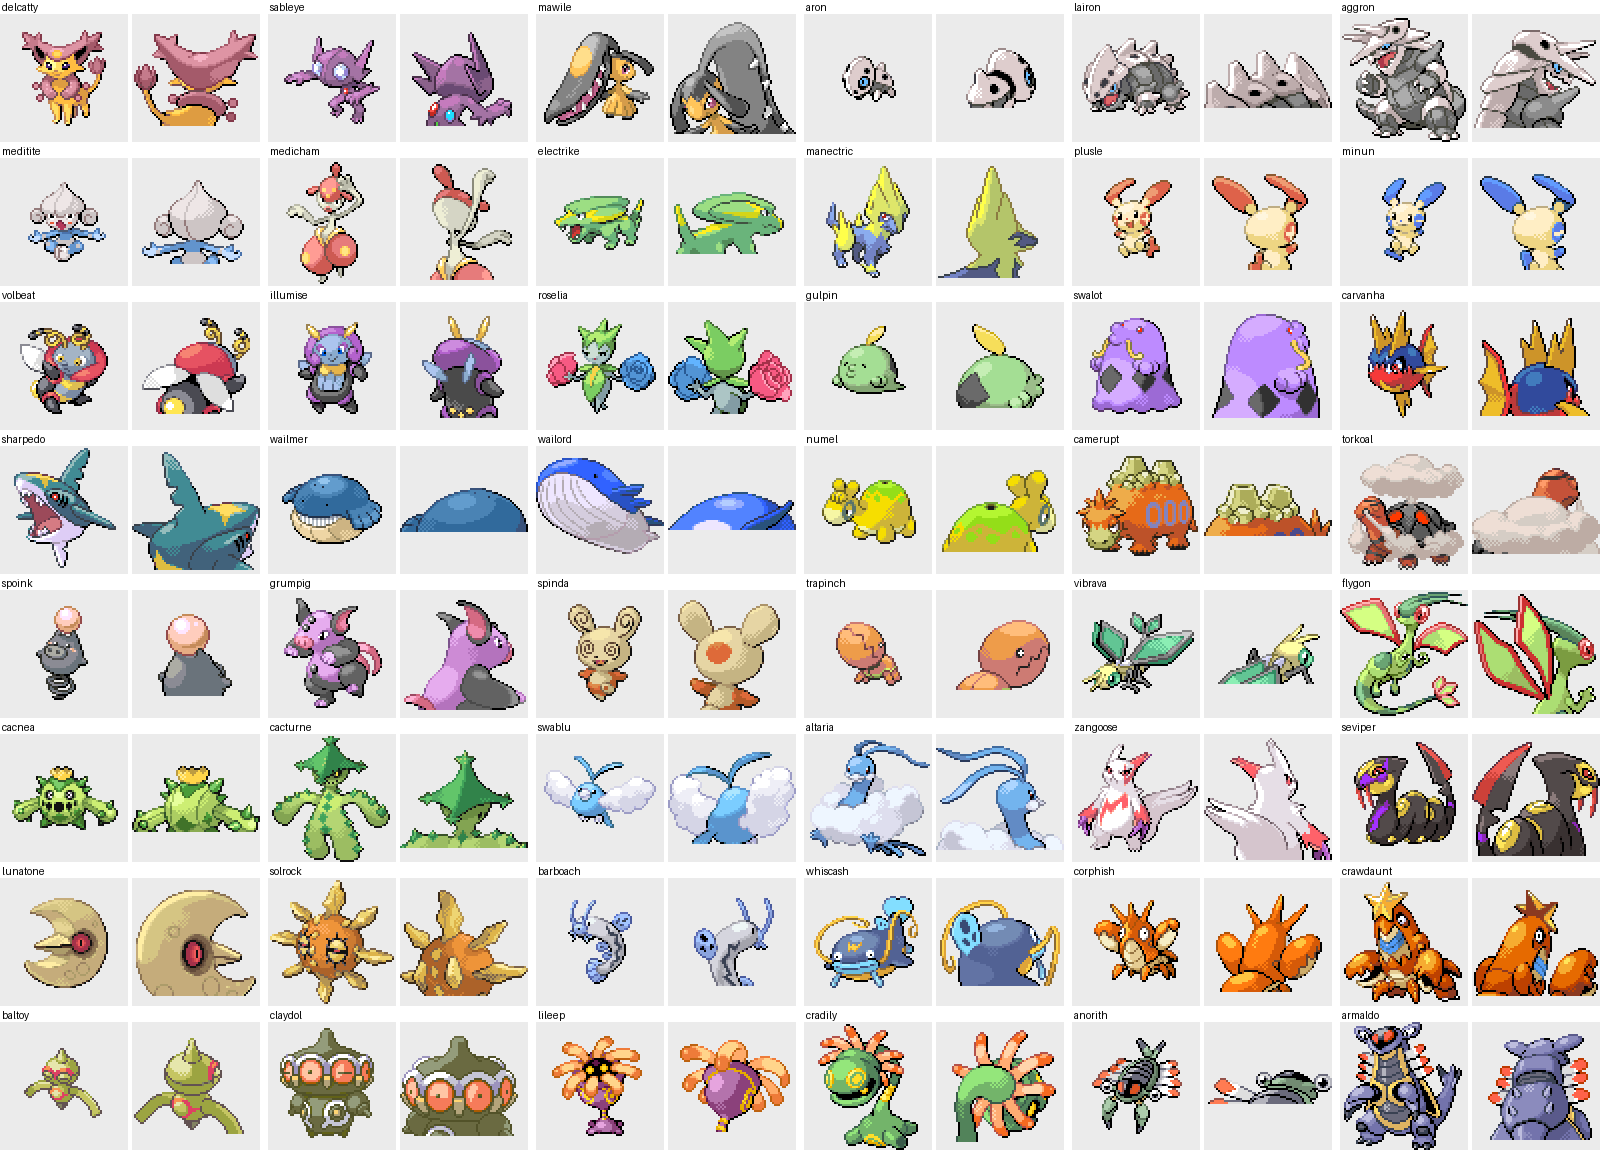 delcatty sableye mawile aron lairon aggron
meditite medicham electrike manectric plusle minun
volbeat illumise roselia gulpin swalot carvanha
sharpedo wailmer wailord numel camerupt torkoal
spoink grumpig spinda trapinch vibrava flygon
cacnea cacturne swablu altaria zangoose seviper
lunatone solrock barboach whiscash corphish crawdaunt
baltoy claydol lileep cradily anorith armaldo